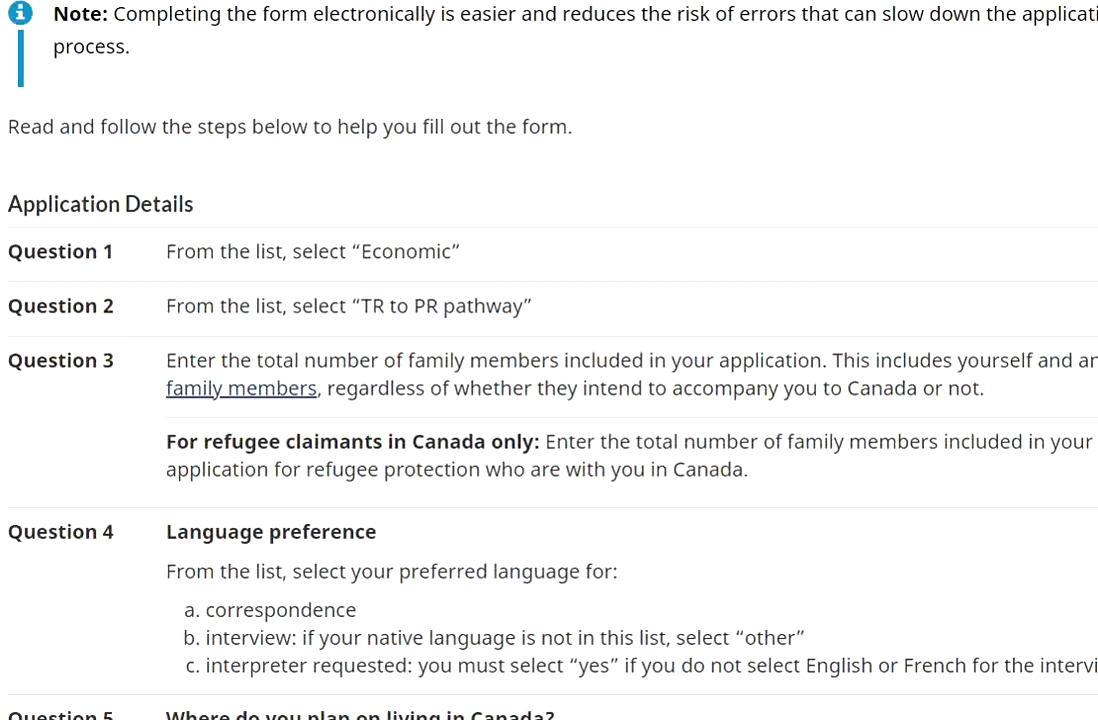 Note: Completing the form electronically is easier and reduces the risk of errors that can slow down the
process.
Read and follow the steps below to help you fill out the form.
Application Details
Question 1 From the list, select “Economic”
Question 2 From the list, select “TR to PR pathway”
Question 3 Enter the total number of family members included in your application. This includes yourself and
family members, regardless of whether they intend to accompany you to Canada or not.
For refugee claimants in Canada only: Enter the total number of family members included in your
application for refugee protection who are with you in Canada.
Question 4 Language preference
From the list, select your preferred language for:
a. correspondence
b. interview: if your native language is not in this list, select “other”
c. interpreter requested: you must select “yes” if you do not select English or French for the
Question 5 Where do you plan on living in Canada?